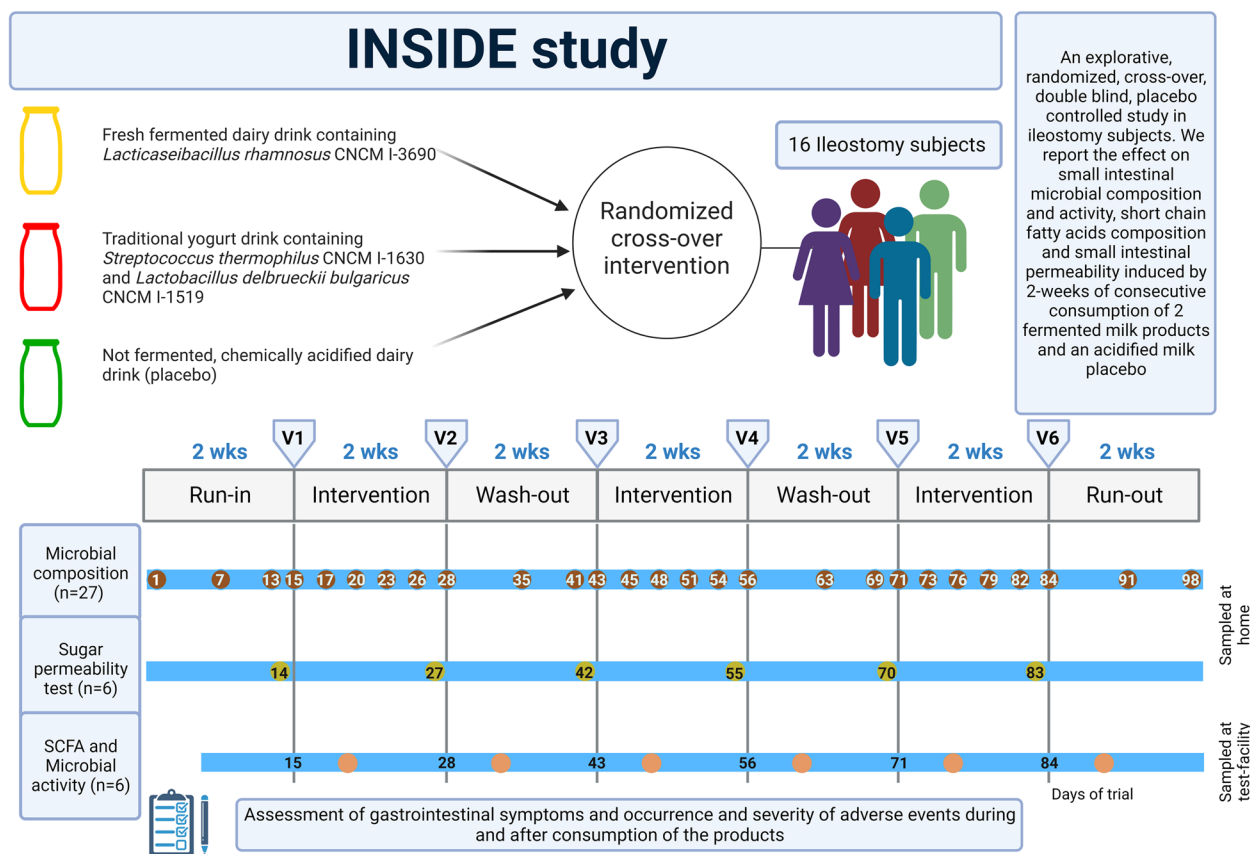 INSIDE study
An explorative,
randomized, cross-over,
double blind, placebo
controlled study in
ileostomy subjects. We
report the effect on
small intestinal
microbial composition
and activity, short chain
fatty acids composition
and small intestinal
permeability induced by
2-weeks of consecutive
consumption of 2
fermented milk products
and an acidified milk
placebo
Fresh fermented dairy drink containing
Lacticaseibacillus rhamnosus CNCM I-3690
Traditional yogurt drink containing
Streptococcus thermophilus CNCM I-1630
and Lactobacillus delbrueckii bulgaricus
CNCM I-1519
Not fermented, chemically acidified dairy
drink (placebo)
Randomized
cross-over
intervention
16 Ileostomy subjects
V1 V2 V3 V4 V5 V6
2 wks 2 wks 2 wks 2 wks 2 wks 2 wks 2 wks
Run-in Intervention Wash-out Intervention Wash-out Intervention Run-out
Microbial
composition
(n=27)
1 7 13 15 17 20 23 26 28 35 41 43 45 48 51 54 56 63 69 71 73 76 79 82 84 91 98
Sugar
permeability
test (n=6)
14 27 42 55 70 83
Sampled at
home
SCFA and
Microbial
activity (n=6)
15 28 43 56 71 84
Days of trial
Sampled at
test-facility
Assessment of gastrointestinal symptoms and occurrence and severity of adverse events during
and after consumption of the products